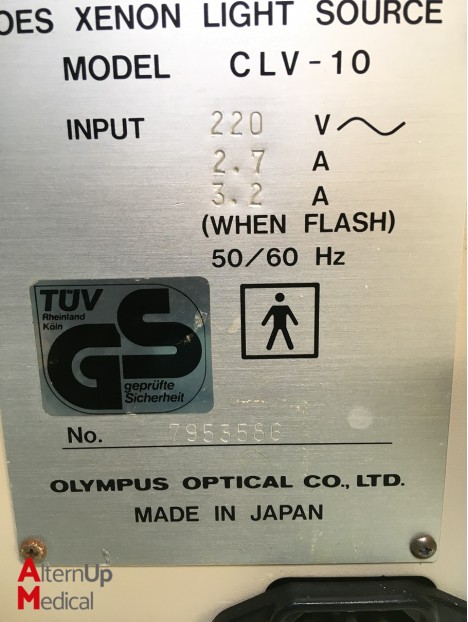 OES XENON LIGHT SOURCE
MODEL CLV-10
INPUT 220 V
2.7 A
3.2 A
(WHEN FLASH)
50/60 Hz
TÜV
Rheinland
Köln
GS
geprüfte
Sicherheit
No. 7953566
OLYMPUS OPTICAL CO., LTD.
MADE IN JAPAN
AlternUp
Medical